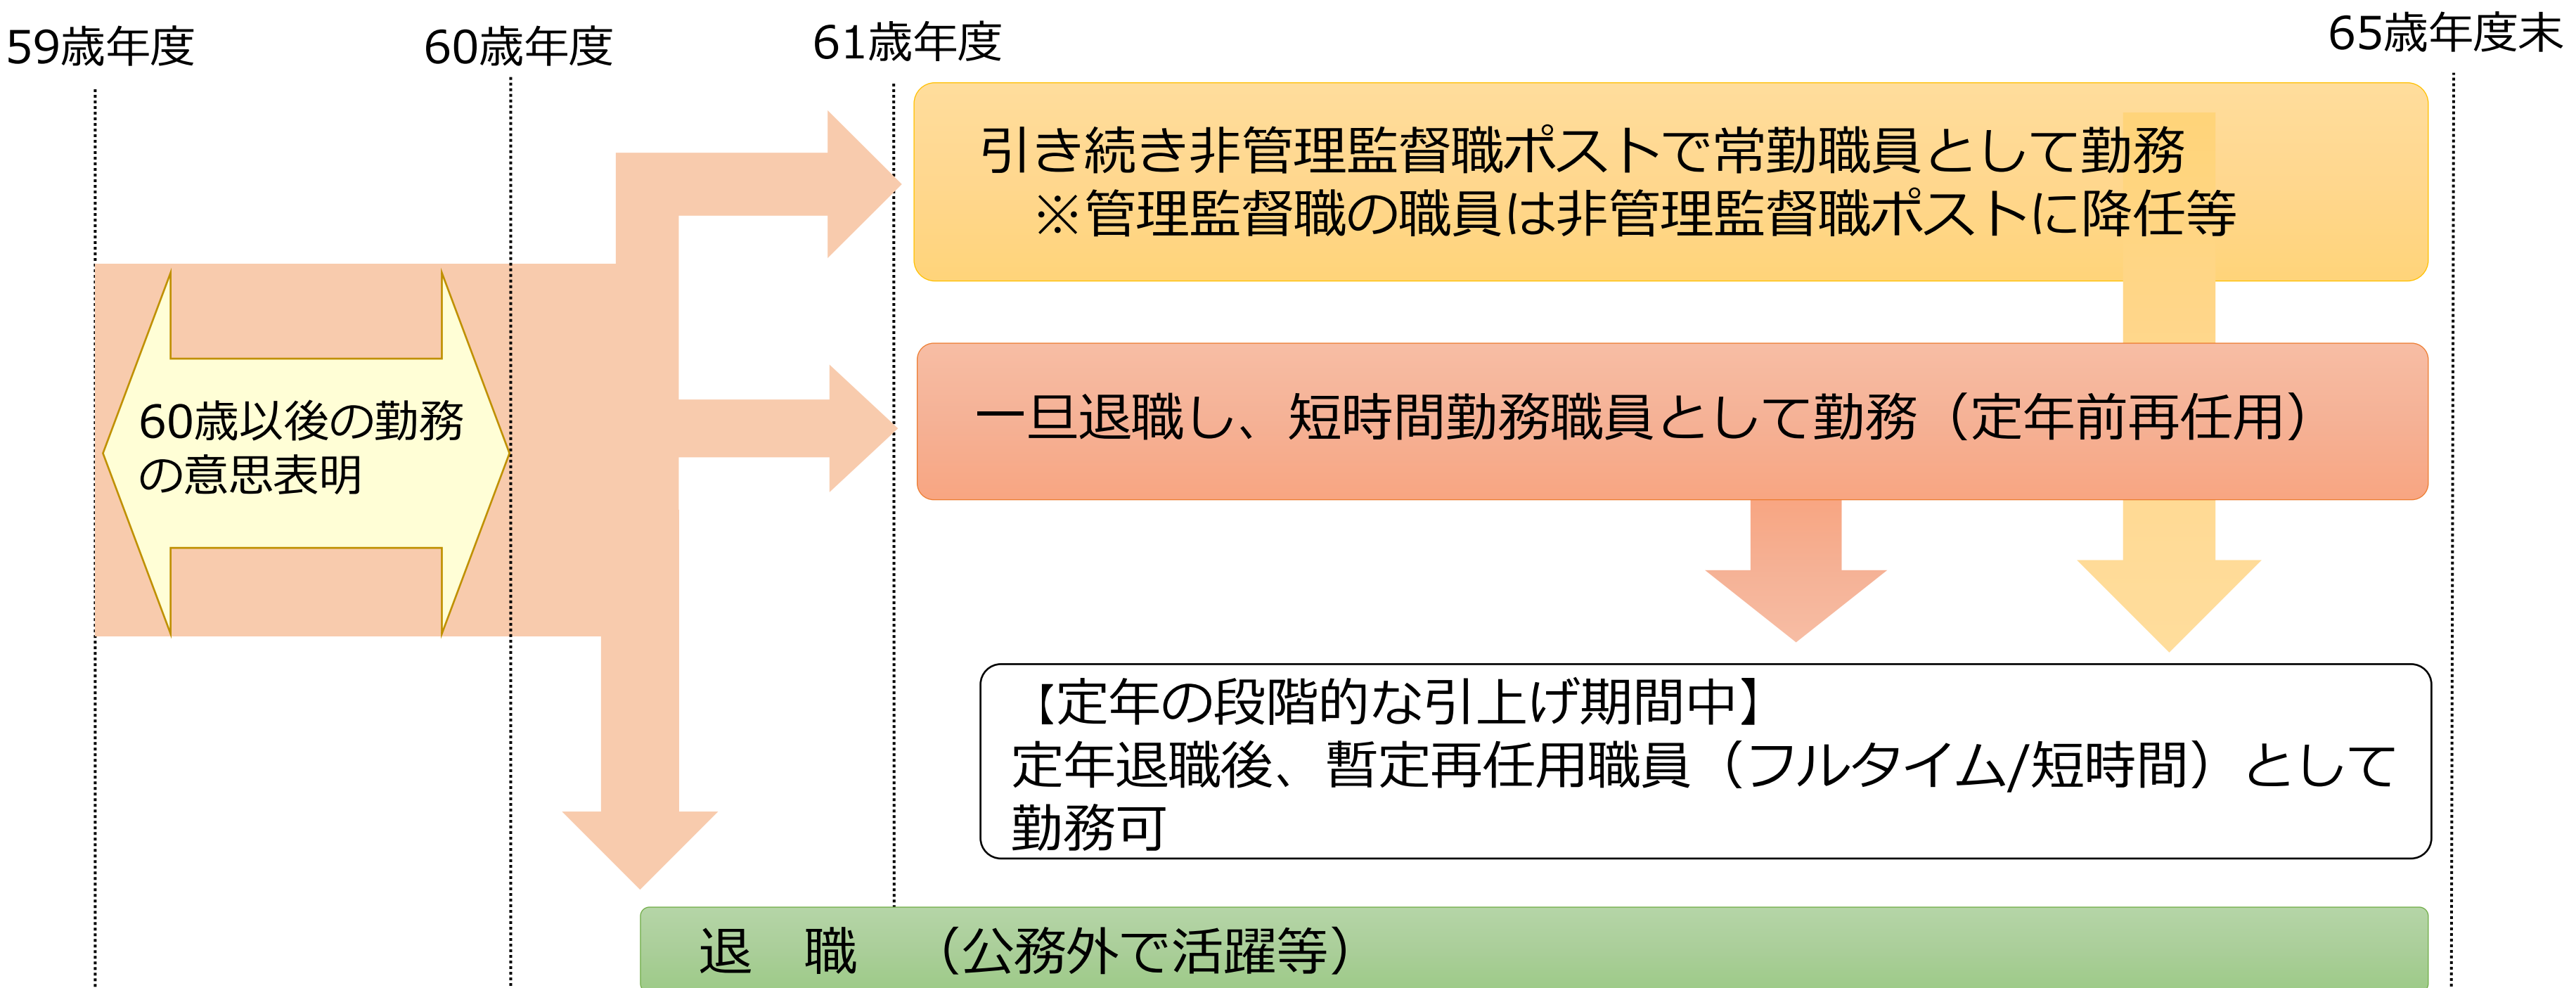 59歳年度
60歳年度
61歳年度
65歳年度末
引き続き非管理監督職ポストで常勤職員として勤務
※管理監督職の職員は非管理監督職ポストに降任等
60歳以後の勤務
の意思表明
一旦退職し、短時間勤務職員として勤務（定年前再任用）
【定年の段階的な引上げ期間中】
定年退職後、暫定再任用職員（フルタイム/短時間）として
勤務可
退　職　（公務外で活躍等）